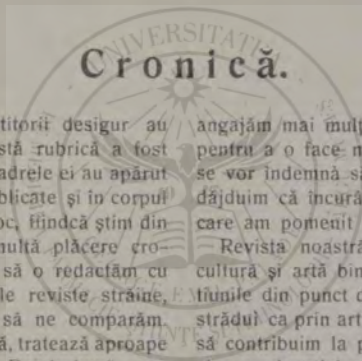 Cronică.
titorii desigur au
stă rubrică a fost
adrele ei au apărut
blicate și în corpul
oc, fiindcă știm din
multă plăcere cro-
să o redactăm cu
le reviste străine,
să ne comparăm.
ă, tratează aproape
angajăm mai mult
pentru a o face m
se vor îndemnă să
dăjduim că încură
care am pomenit
Revista noastră
cultură și artă bin
țiunile din punct d
strădui ca prin art
să contribuim la p